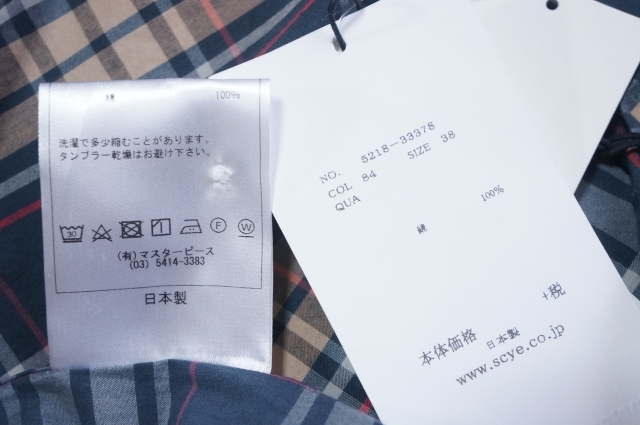 綿 100%
洗濯で多少縮むことがあります。
タンブラー乾燥はお避け下さい。
30 F W
(有)マスターピース
(03) 5414-3383
日本製
NO. 5218-33378
COL 84 SIZE 38
QUA
綿 100%
本体価格 +税
日本製
www.scye.co.jp